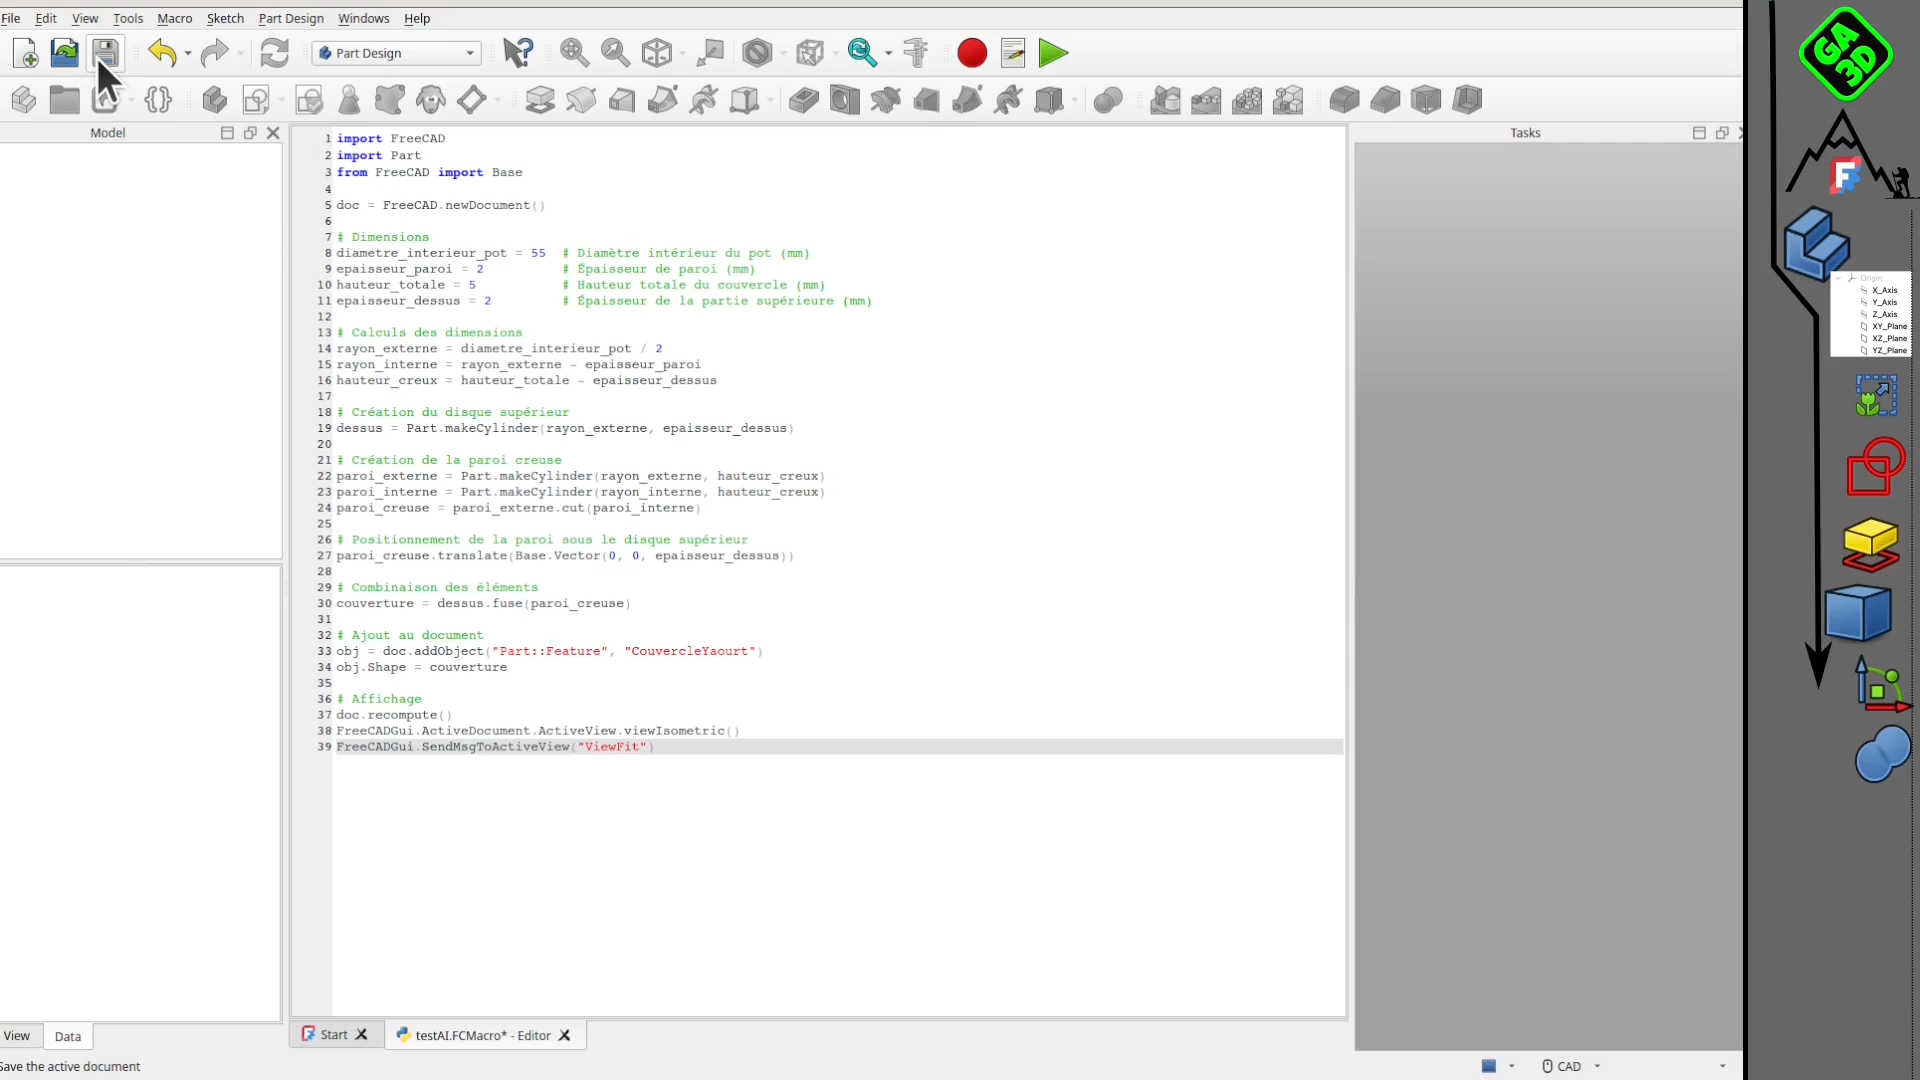 File Edit View Tools Macro Sketch Part Design Windows Help
Part Design
Model
Tasks
1 import FreeCAD
2 import Part
3 from FreeCAD import Base
4
5 doc = FreeCAD.newDocument()
6
7 # Dimensions
8 diametre_interieur_pot = 55 # Diamètre intérieur du pot (mm)
9 epaisseur_paroi = 2 # Épaisseur de paroi (mm)
10 hauteur_totale = 5 # Hauteur totale du couvercle (mm)
11 epaisseur_dessus = 2 # Épaisseur de la partie supérieure (mm)
12
13 # Calculs des dimensions
14 rayon_externe = diametre_interieur_pot / 2
15 rayon_interne = rayon_externe - epaisseur_paroi
16 hauteur_creux = hauteur_totale - epaisseur_dessus
17
18 # Création du disque supérieur
19 dessus = Part.makeCylinder(rayon_externe, epaisseur_dessus)
20
21 # Création de la paroi creuse
22 paroi_externe = Part.makeCylinder(rayon_externe, hauteur_creux)
23 paroi_interne = Part.makeCylinder(rayon_interne, hauteur_creux)
24 paroi_creuse = paroi_externe.cut(paroi_interne)
25
26 # Positionnement de la paroi sous le disque supérieur
27 paroi_creuse.translate(Base.Vector(0, 0, epaisseur_dessus))
28
29 # Combinaison des éléments
30 couverture = dessus.fuse(paroi_creuse)
31
32 # Ajout au document
33 obj = doc.addObject("Part::Feature", "CouvercleYaourt")
34 obj.Shape = couverture
35
36 # Affichage
37 doc.recompute()
38 FreeCADGui.ActiveDocument.ActiveView.viewIsometric()
39 FreeCADGui.SendMsgToActiveView("ViewFit")
View Data
Start
testAI.FCMacro* - Editor
Save the active document
CAD
GA
3D
F
Origin
X_Axis
Y_Axis
Z_Axis
XY_Plane
XZ_Plane
YZ_Plane